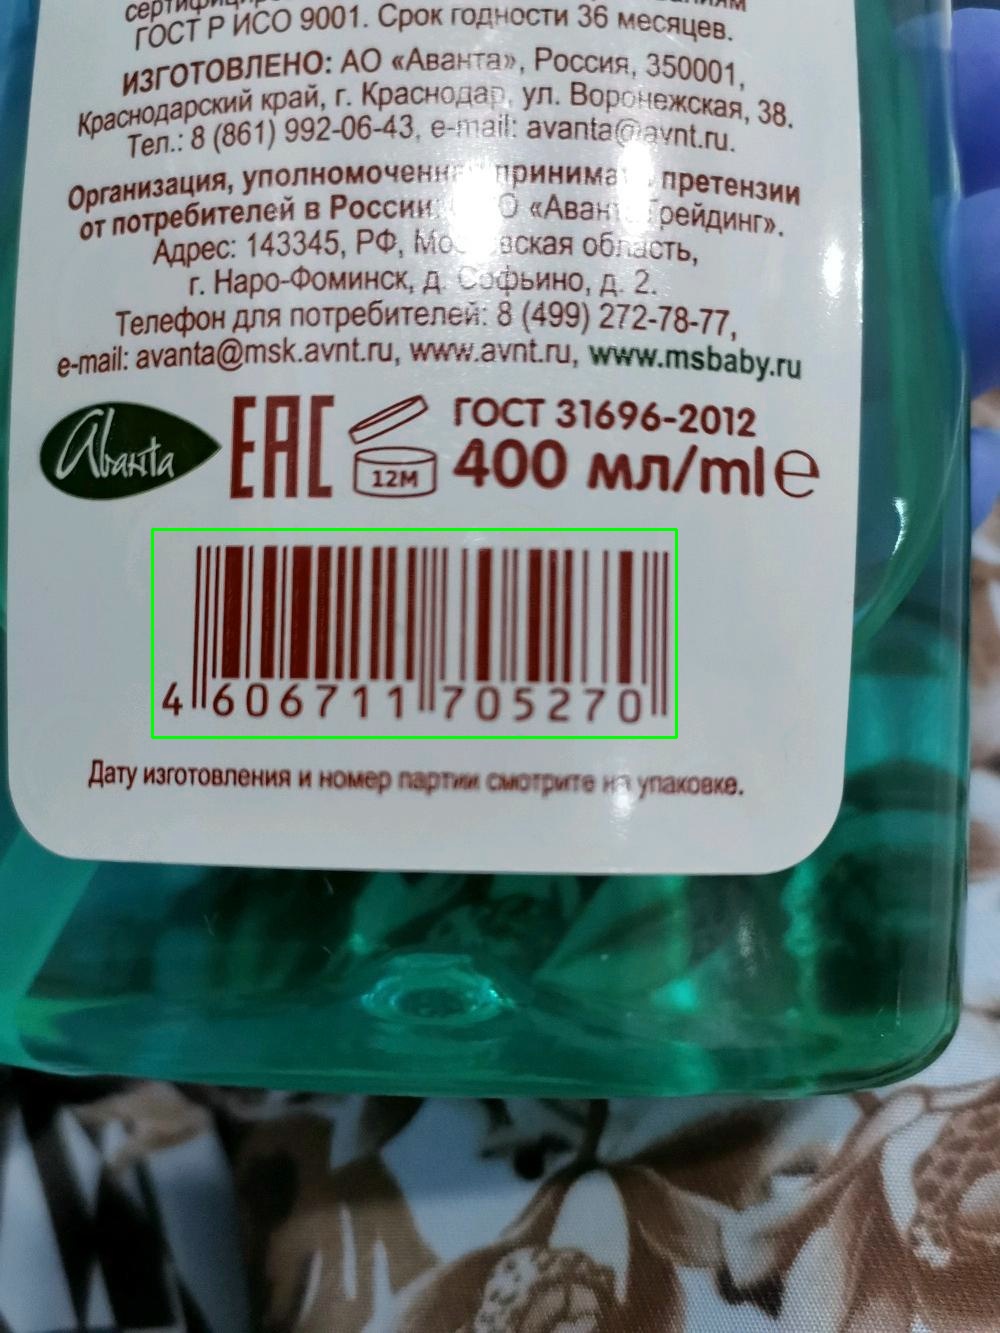 ГОСТ Р ИСО 9001. Срок годности 36 месяцев.
ИЗГОТОВЛЕНО: АО «Аванта», Россия, 350001,
Краснодарский край, г. Краснодар, ул. Воронежская, 38.
Тел.: 8 (861) 992-06-43, e-mail: avanta@avnt.ru.
Организация, уполномоченная принимать претензии
от потребителей в России: «Аванта Трейдинг».
Адрес: 143345, РФ, Московская область,
г. Наро-Фоминск, д. Софьино, д. 2.
Телефон для потребителей: 8 (499) 272-78-77,
e-mail: avanta@msk.avnt.ru, www.avnt.ru, www.msbaby.ru
Аванта
EAC
12М
ГОСТ 31696-2012
400 мл/ml e
4 606711 705270
Дату изготовления и номер партии смотрите на упаковке.